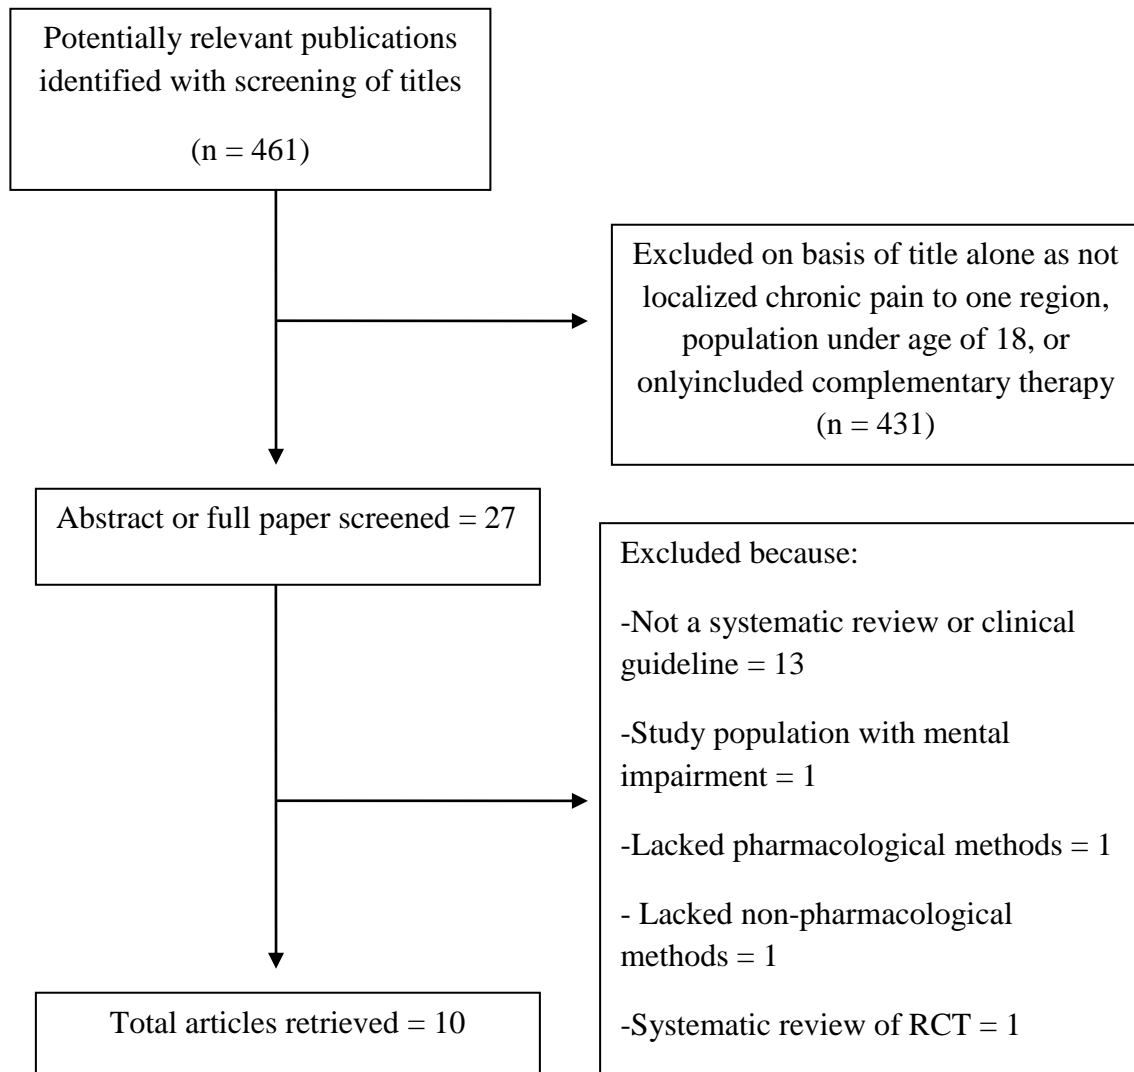 Potentially relevant publications
identified with screening of titles
(n = 461)
Excluded on basis of title alone as not
localized chronic pain to one region,
population under age of 18, or
onlyincluded complementary therapy
(n = 431)
Abstract or full paper screened = 27
Excluded because:
-Not a systematic review or clinical
guideline = 13
-Study population with mental
impairment = 1
-Lacked pharmacological methods = 1
- Lacked non-pharmacological
methods = 1
-Systematic review of RCT = 1
Total articles retrieved = 10